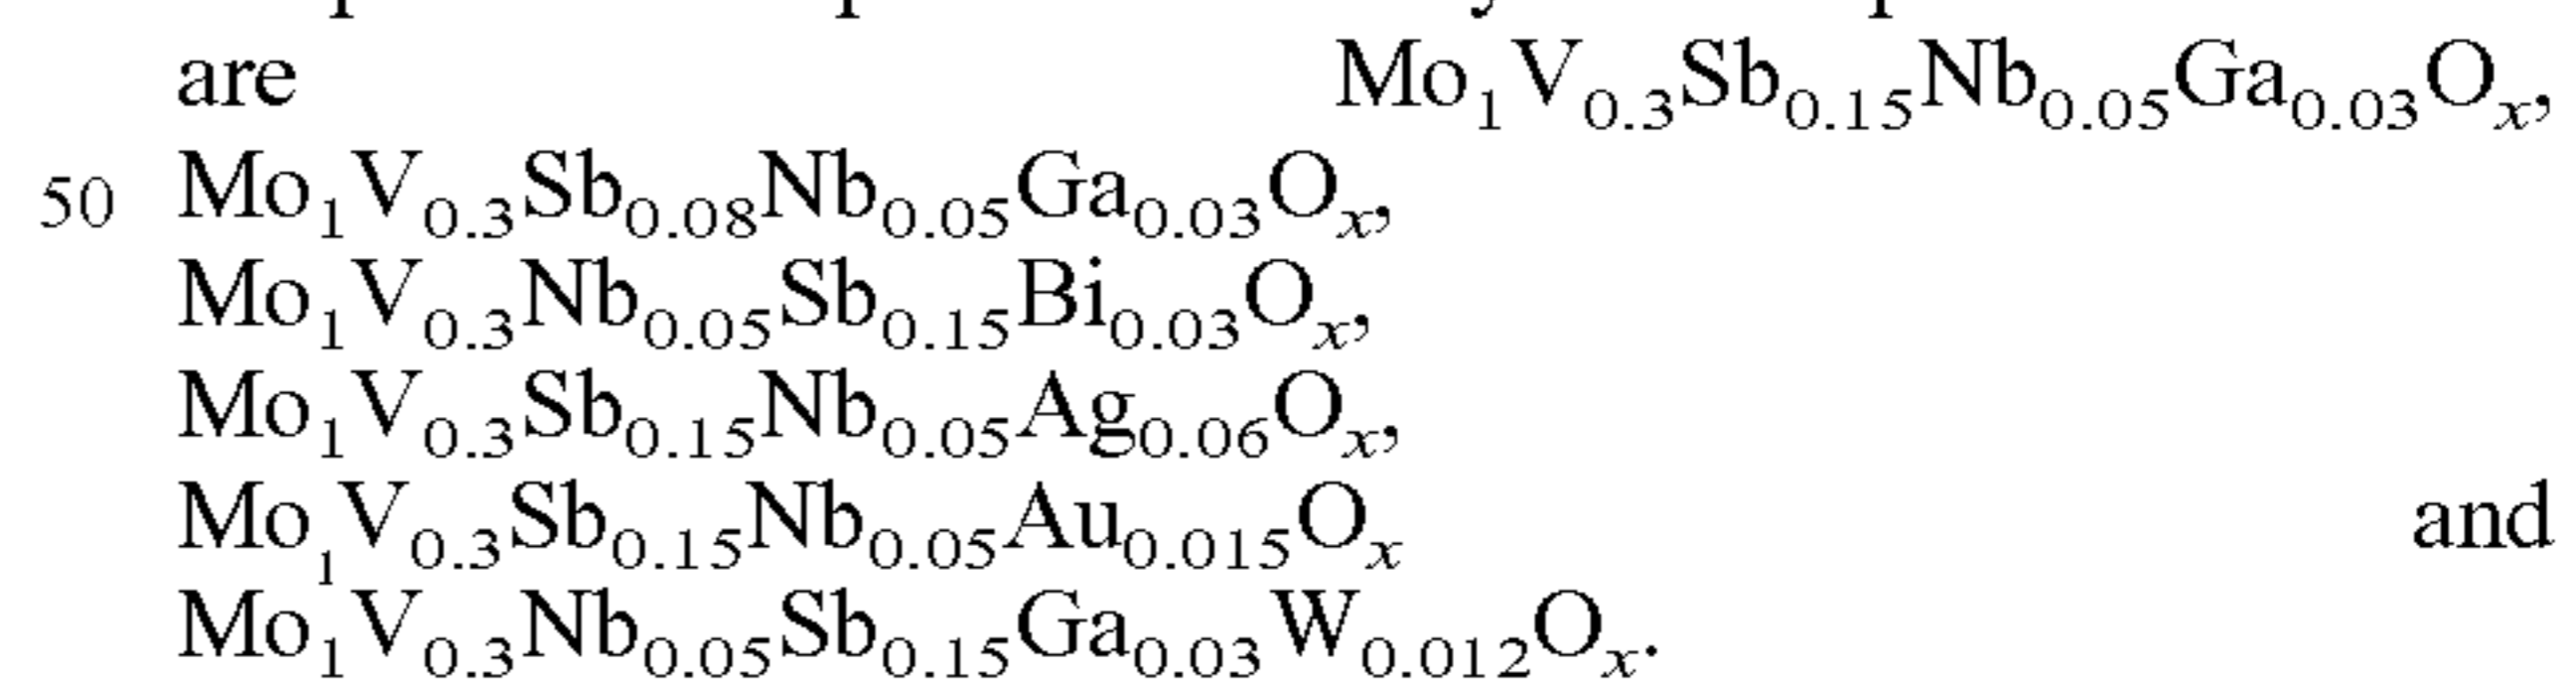 are Mo₁V₀.₃Sb₀.₁₅Nb₀.₀₅Ga₀.₀₃Oₓ,
50 Mo₁V₀.₃Sb₀.₀₈Nb₀.₀₅Ga₀.₀₃Oₓ,
Mo₁V₀.₃Nb₀.₀₅Sb₀.₁₅Bi₀.₀₃Oₓ,
Mo₁V₀.₃Sb₀.₁₅Nb₀.₀₅Ag₀.₀₆Oₓ,
Mo₁V₀.₃Sb₀.₁₅Nb₀.₀₅Au₀.₀₁₅Oₓ and
Mo₁V₀.₃Nb₀.₀₅Sb₀.₁₅Ga₀.₀₃W₀.₀₁₂Oₓ.